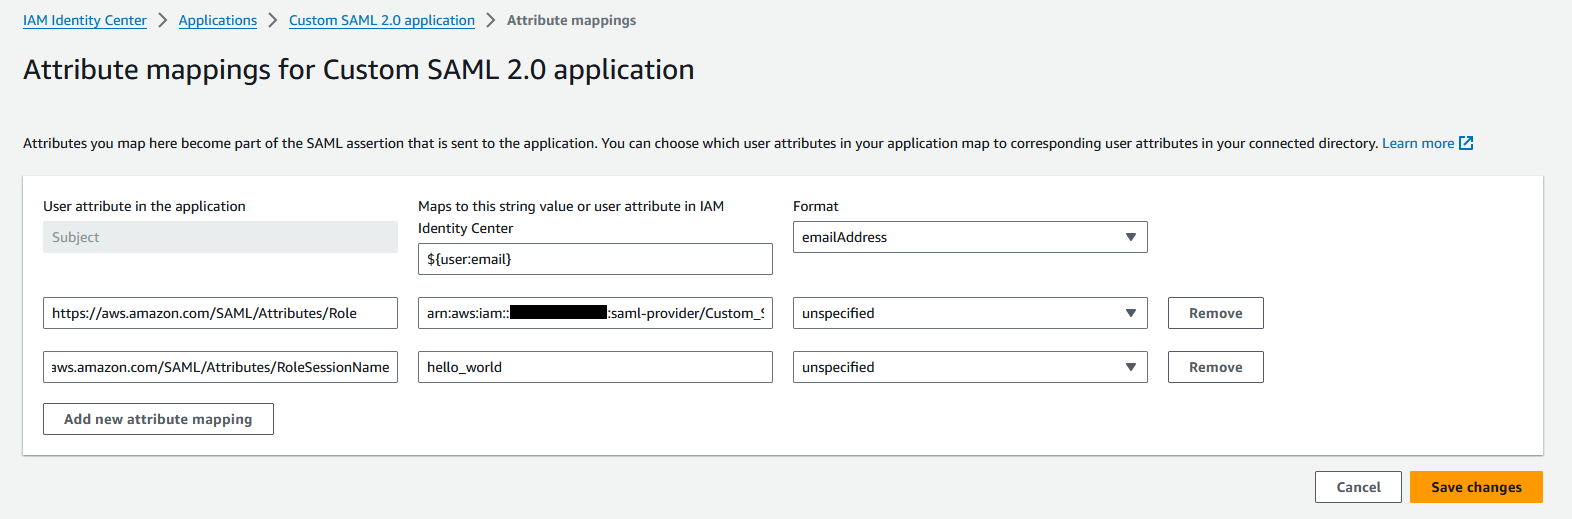 IAM Identity Center > Applications > Custom SAML 2.0 application > Attribute mappings
Attribute mappings for Custom SAML 2.0 application
Attributes you map here become part of the SAML assertion that is sent to the application. You can choose which user attributes in your application map to corresponding user attributes in your connected directory. Learn more
User attribute in the application
Maps to this string value or user attribute in IAM
Identity Center
Format
Subject
${user:email}
emailAddress
https://aws.amazon.com/SAML/Attributes/Role
arn:aws:iam:: :saml-provider/Custom_S
unspecified
Remove
aws.amazon.com/SAML/Attributes/RoleSessionName
hello_world
unspecified
Remove
Add new attribute mapping
Cancel
Save changes